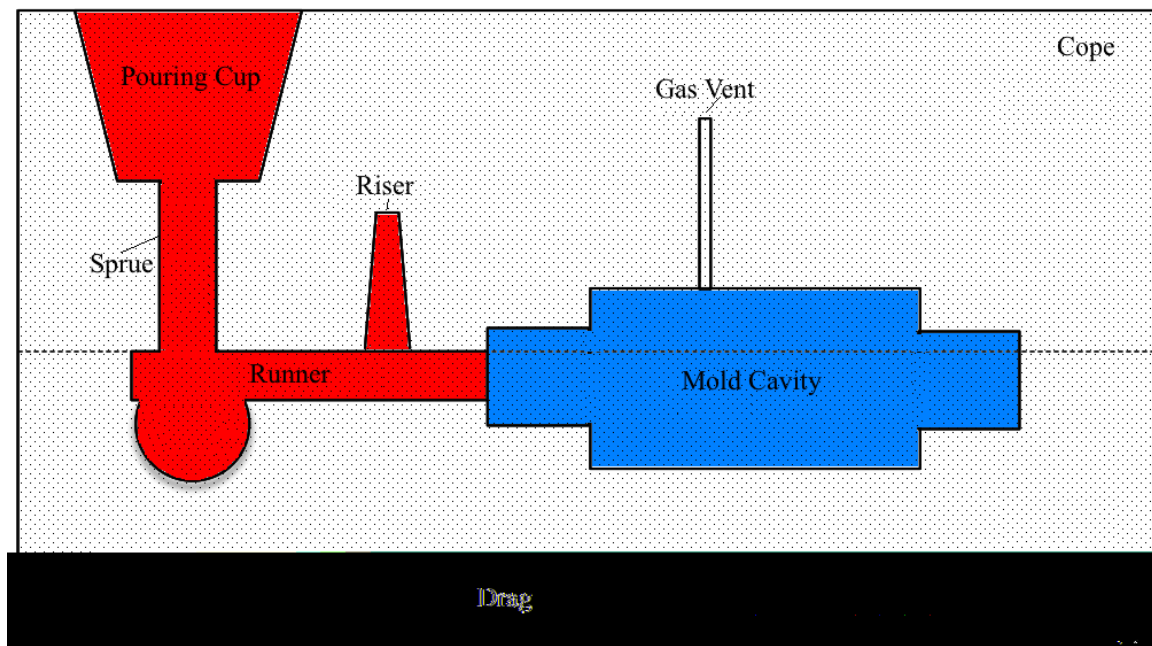 Cope
Pouring Cup
Gas Vent
Riser
Sprue
Runner
Mold Cavity
Drag